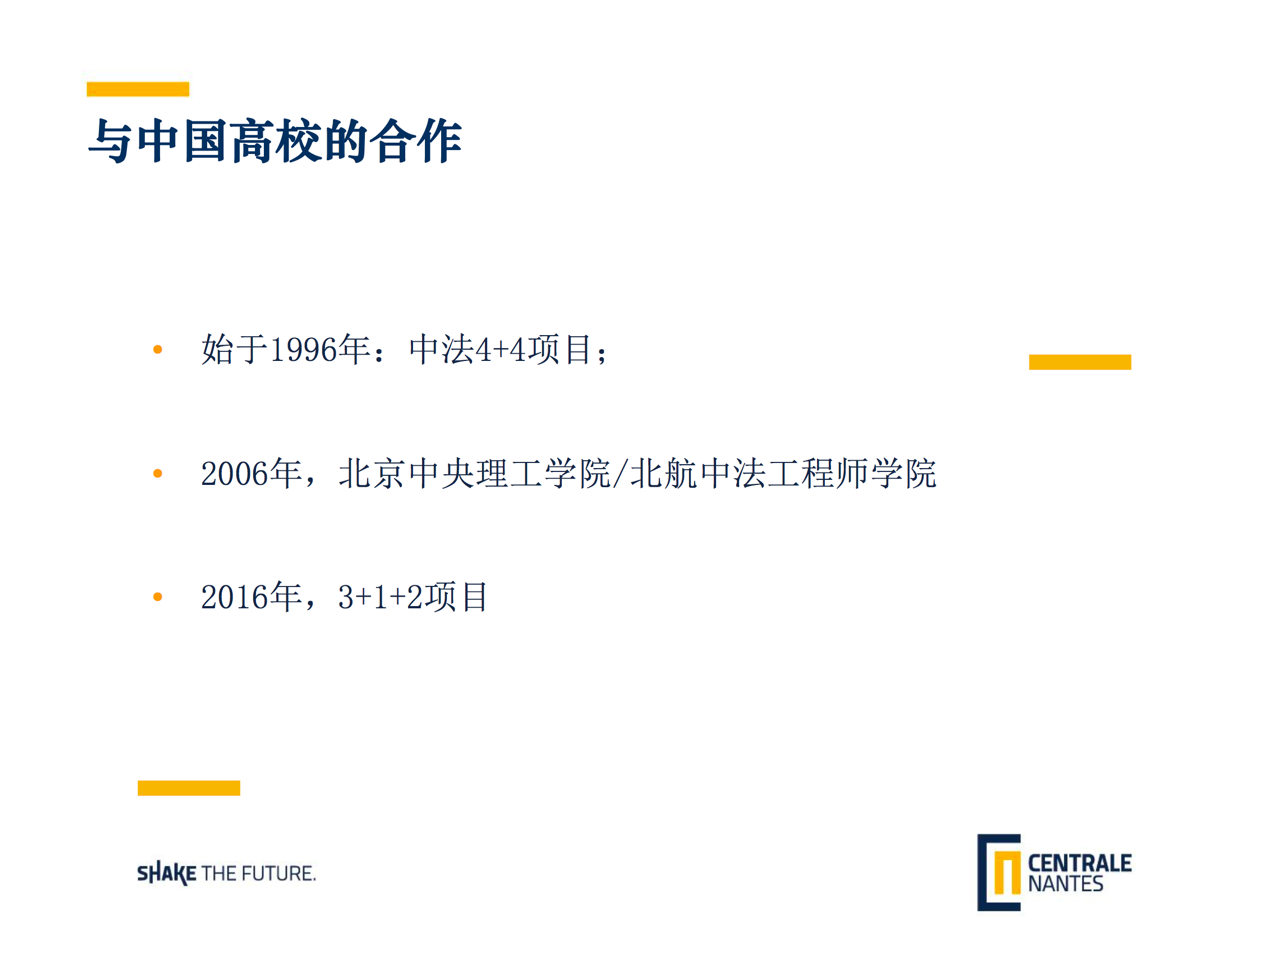 与中国高校的合作
• 始于1996年：中法4+4项目；
• 2006年，北京中央理工学院/北航中法工程师学院
• 2016年，3+1+2项目
SHAKE THE FUTURE.
CENTRALE
NANTES